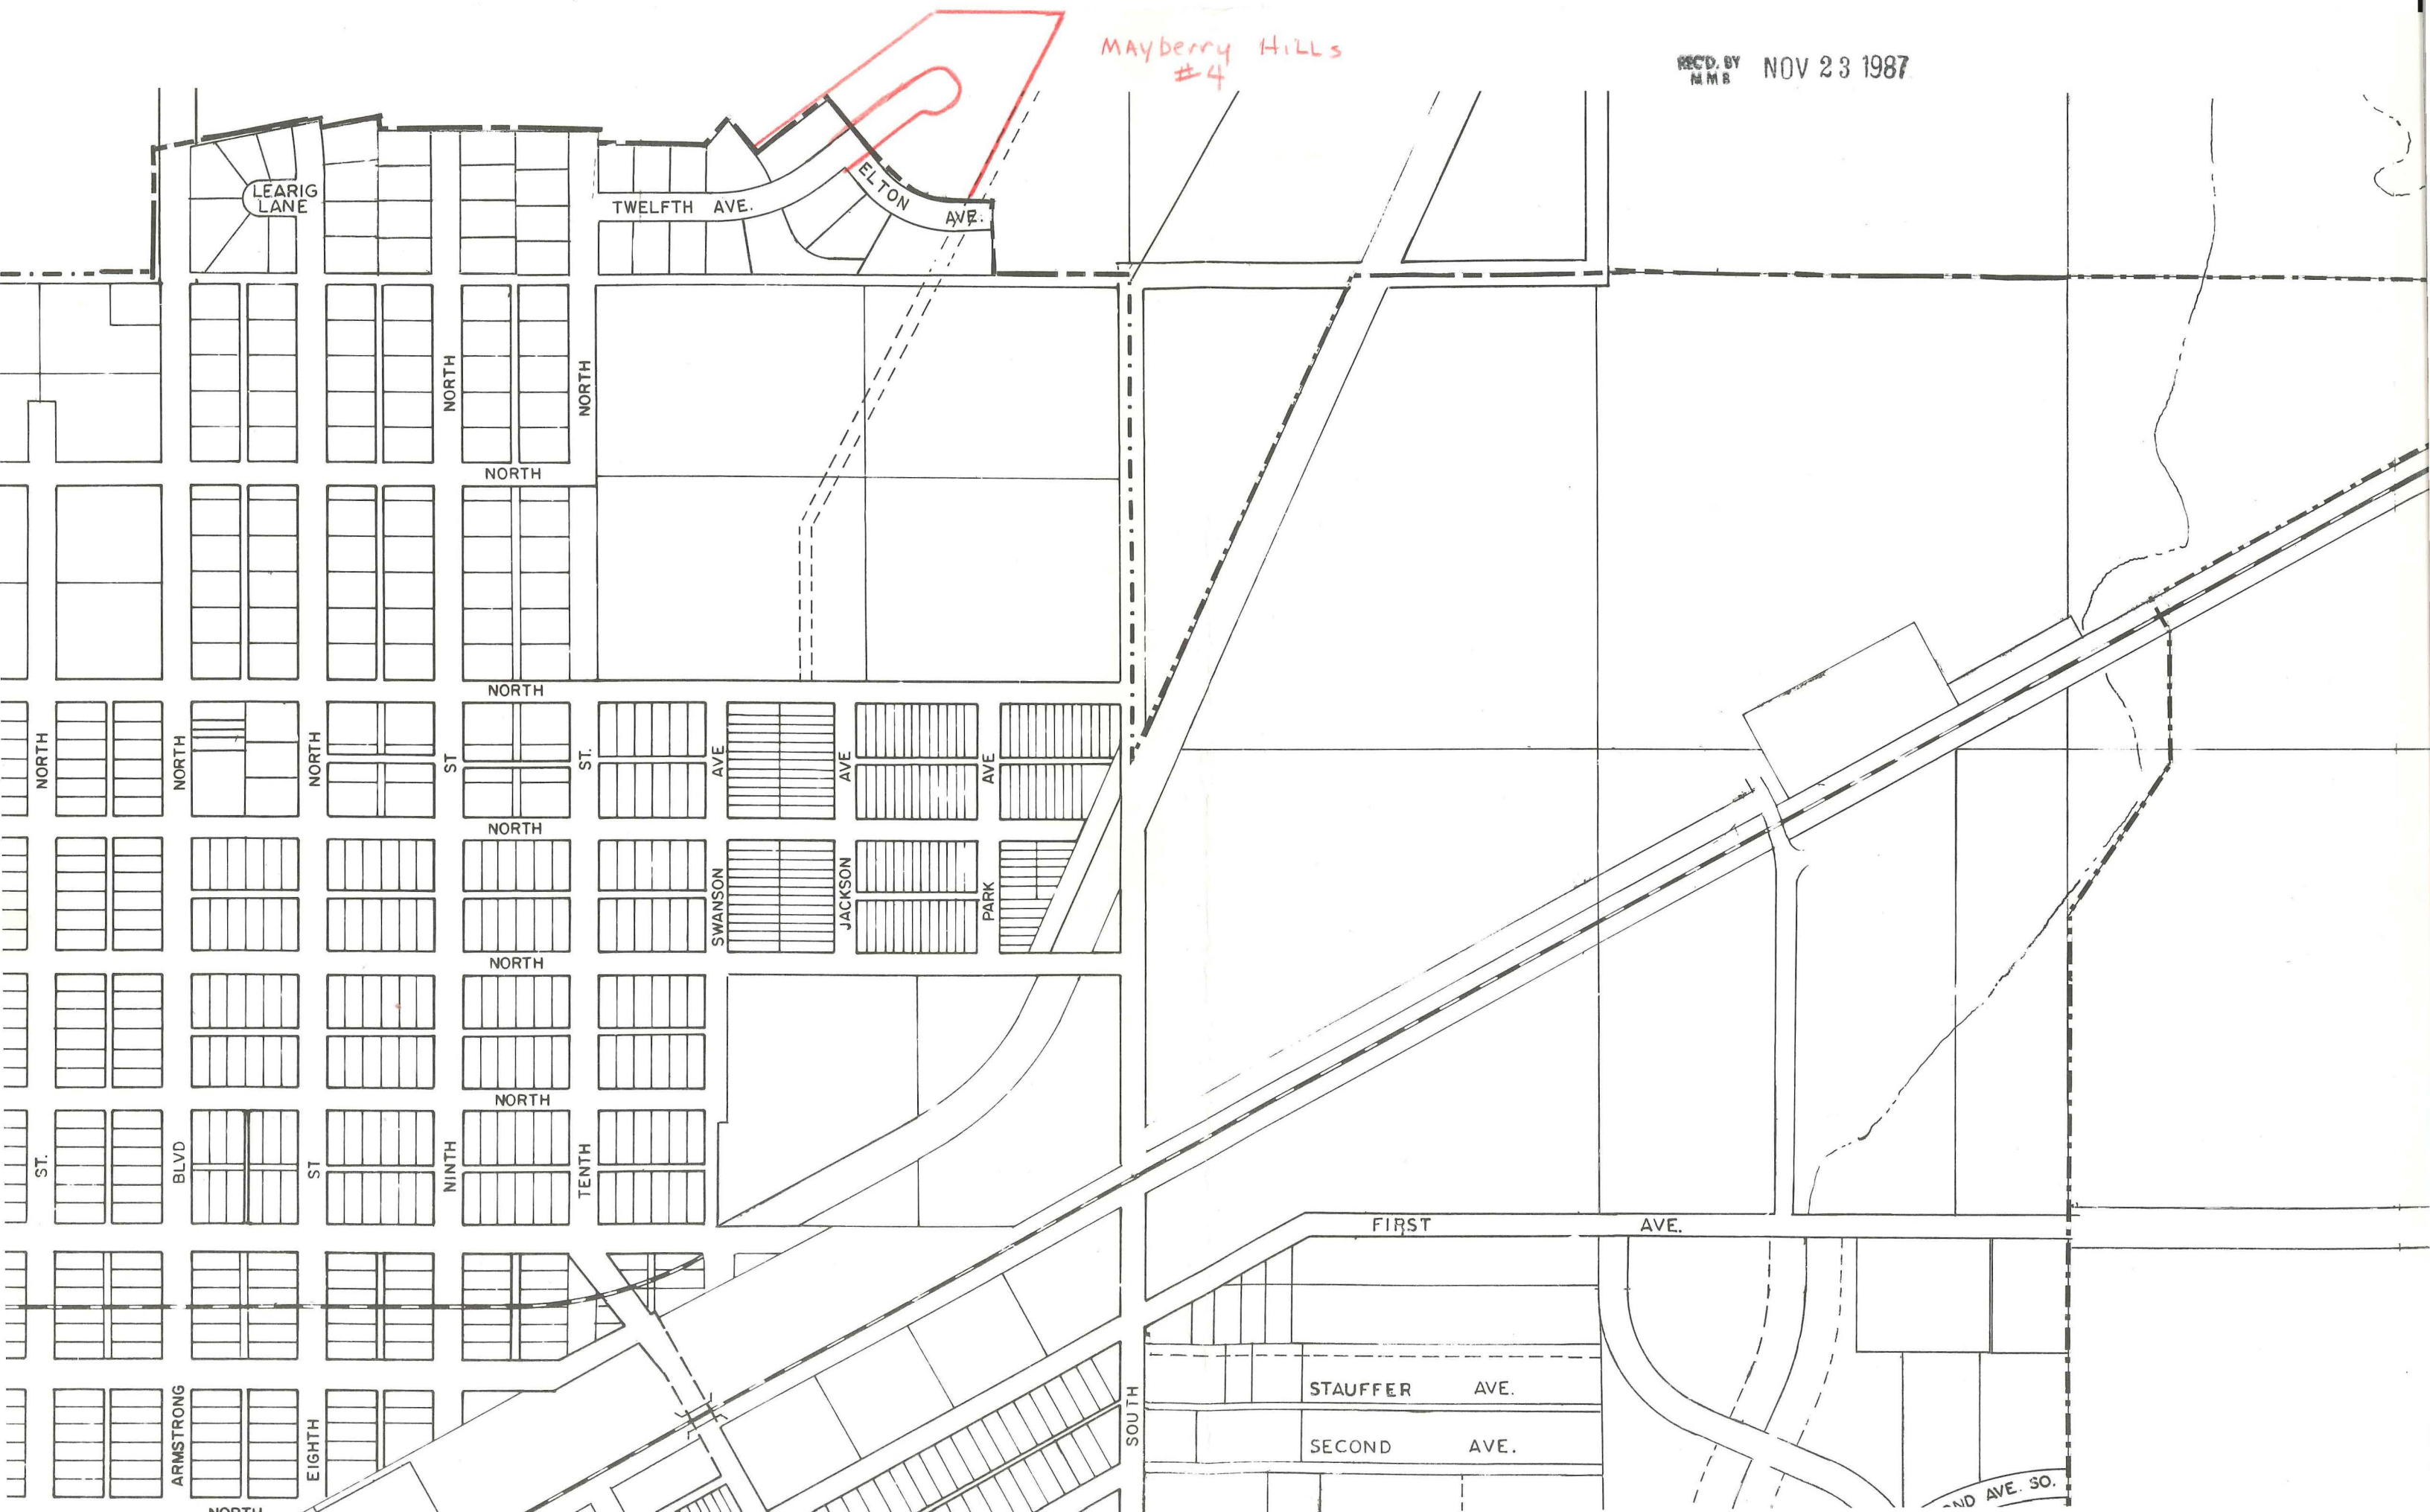 MAyberry HiLLs
#4
REC'D. BY
MMB
NOV 23 1987
LEARIG
LANE
TWELFTH AVE.
ELTON AVE.
NORTH
NORTH
NORTH
NORTH
NORTH
NORTH
NORTH
ST
ST.
AVE
AVE
AVE
NORTH
SWANSON
JACKSON
PARK
NORTH
NORTH
ST.
BLVD
ST
NINTH
TENTH
FIRST AVE.
STAUFFER AVE.
SECOND AVE.
SOUTH
ARMSTRONG
EIGHTH
NORTH
ND AVE. SO.